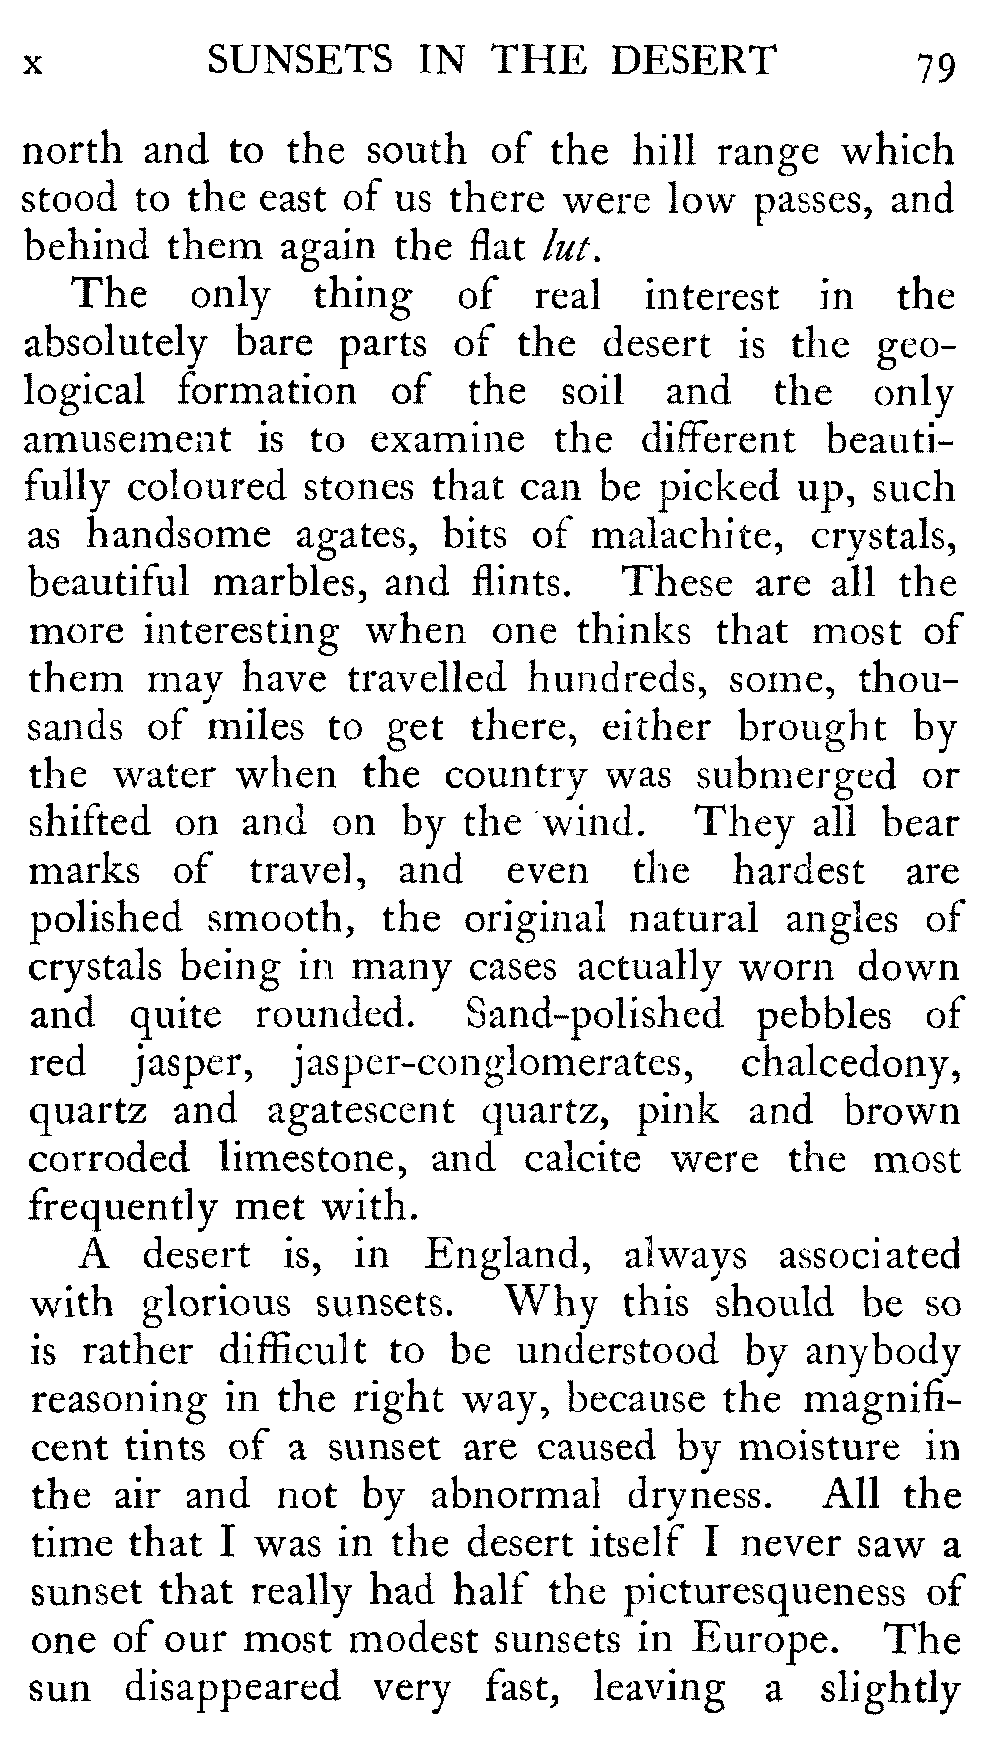 x SUNSETS IN THE DESERT 79
north and to the south of the hill range which
stood to the east of us there were low passes, and
behind them again the flat lut.
The only thing of real interest in the
absolutely bare parts of the desert is the geo-
logical formation of the soil and the only
amusement is to examine the different beauti-
fully coloured stones that can be picked up, such
as handsome agates, bits of malachite, crystals,
beautiful marbles, and flints. These are all the
more interesting when one thinks that most of
them may have travelled hundreds, some, thou-
sands of miles to get there, either brought by
the water when the country was submerged or
shifted on and on by the wind. They all bear
marks of travel, and even the hardest are
polished smooth, the original natural angles of
crystals being in many cases actually worn down
and quite rounded. Sand-polished pebbles of
red jasper, jasper-conglomerates, chalcedony,
quartz and agatescent quartz, pink and brown
corroded limestone, and calcite were the most
frequently met with.
A desert is, in England, always associated
with glorious sunsets. Why this should be so
is rather difficult to be understood by anybody
reasoning in the right way, because the magnifi-
cent tints of a sunset are caused by moisture in
the air and not by abnormal dryness. All the
time that I was in the desert itself I never saw a
sunset that really had half the picturesqueness of
one of our most modest sunsets in Europe. The
sun disappeared very fast, leaving a slightly